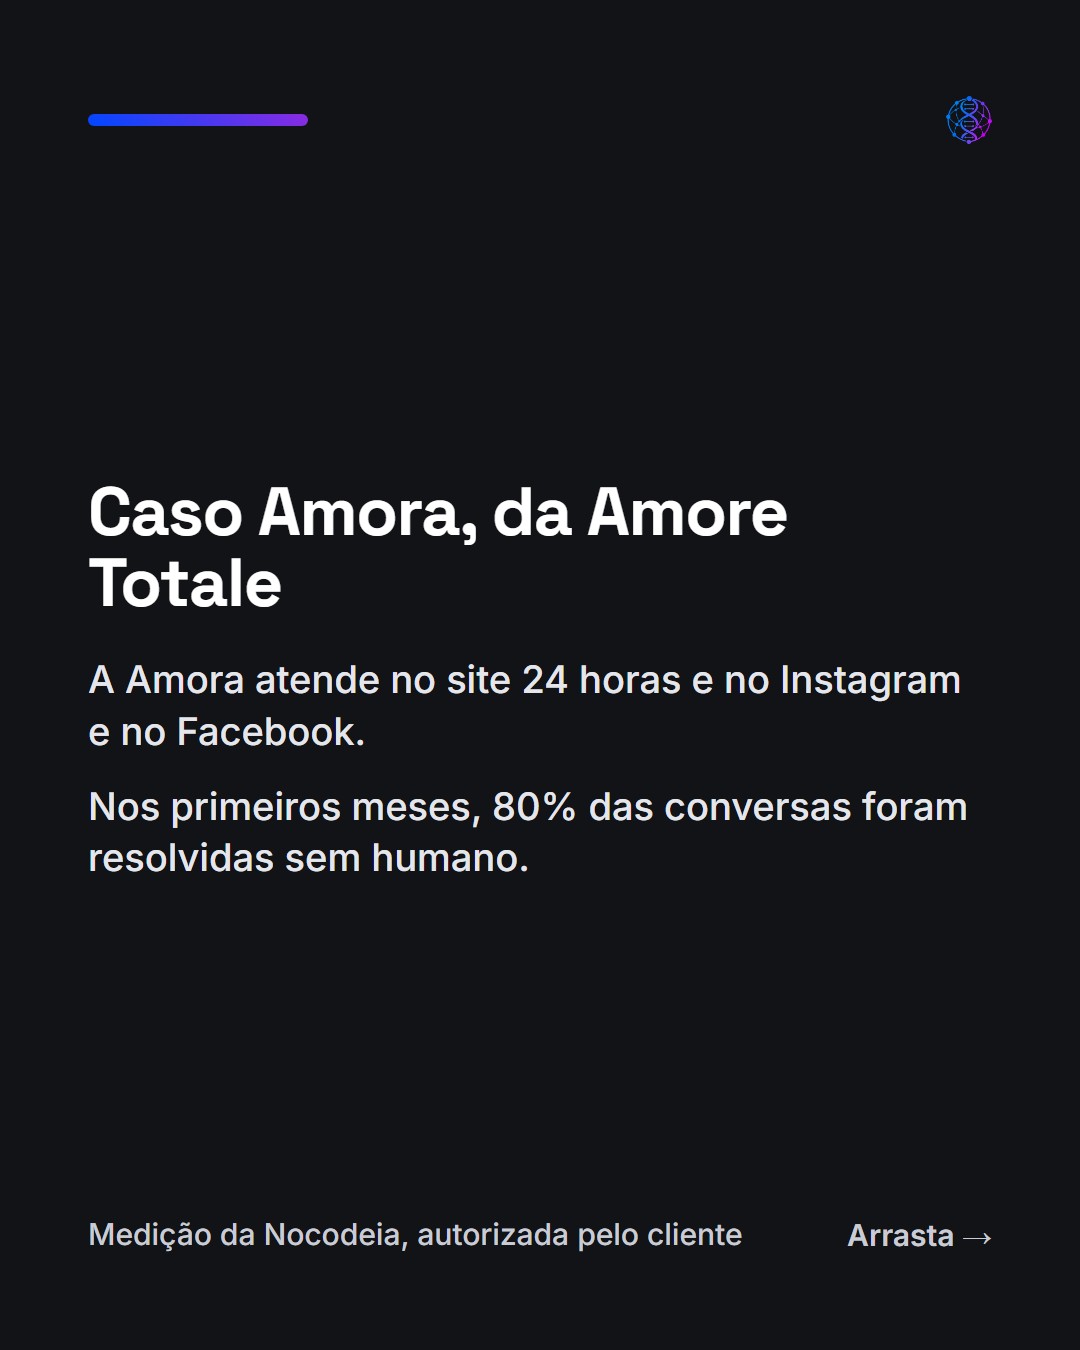 Caso Amora, da Amore
Totale
A Amora atende no site 24 horas e no Instagram
e no Facebook.
Nos primeiros meses, 80% das conversas foram
resolvidas sem humano.
Medição da Nocodeia, autorizada pelo cliente
Arrasta →